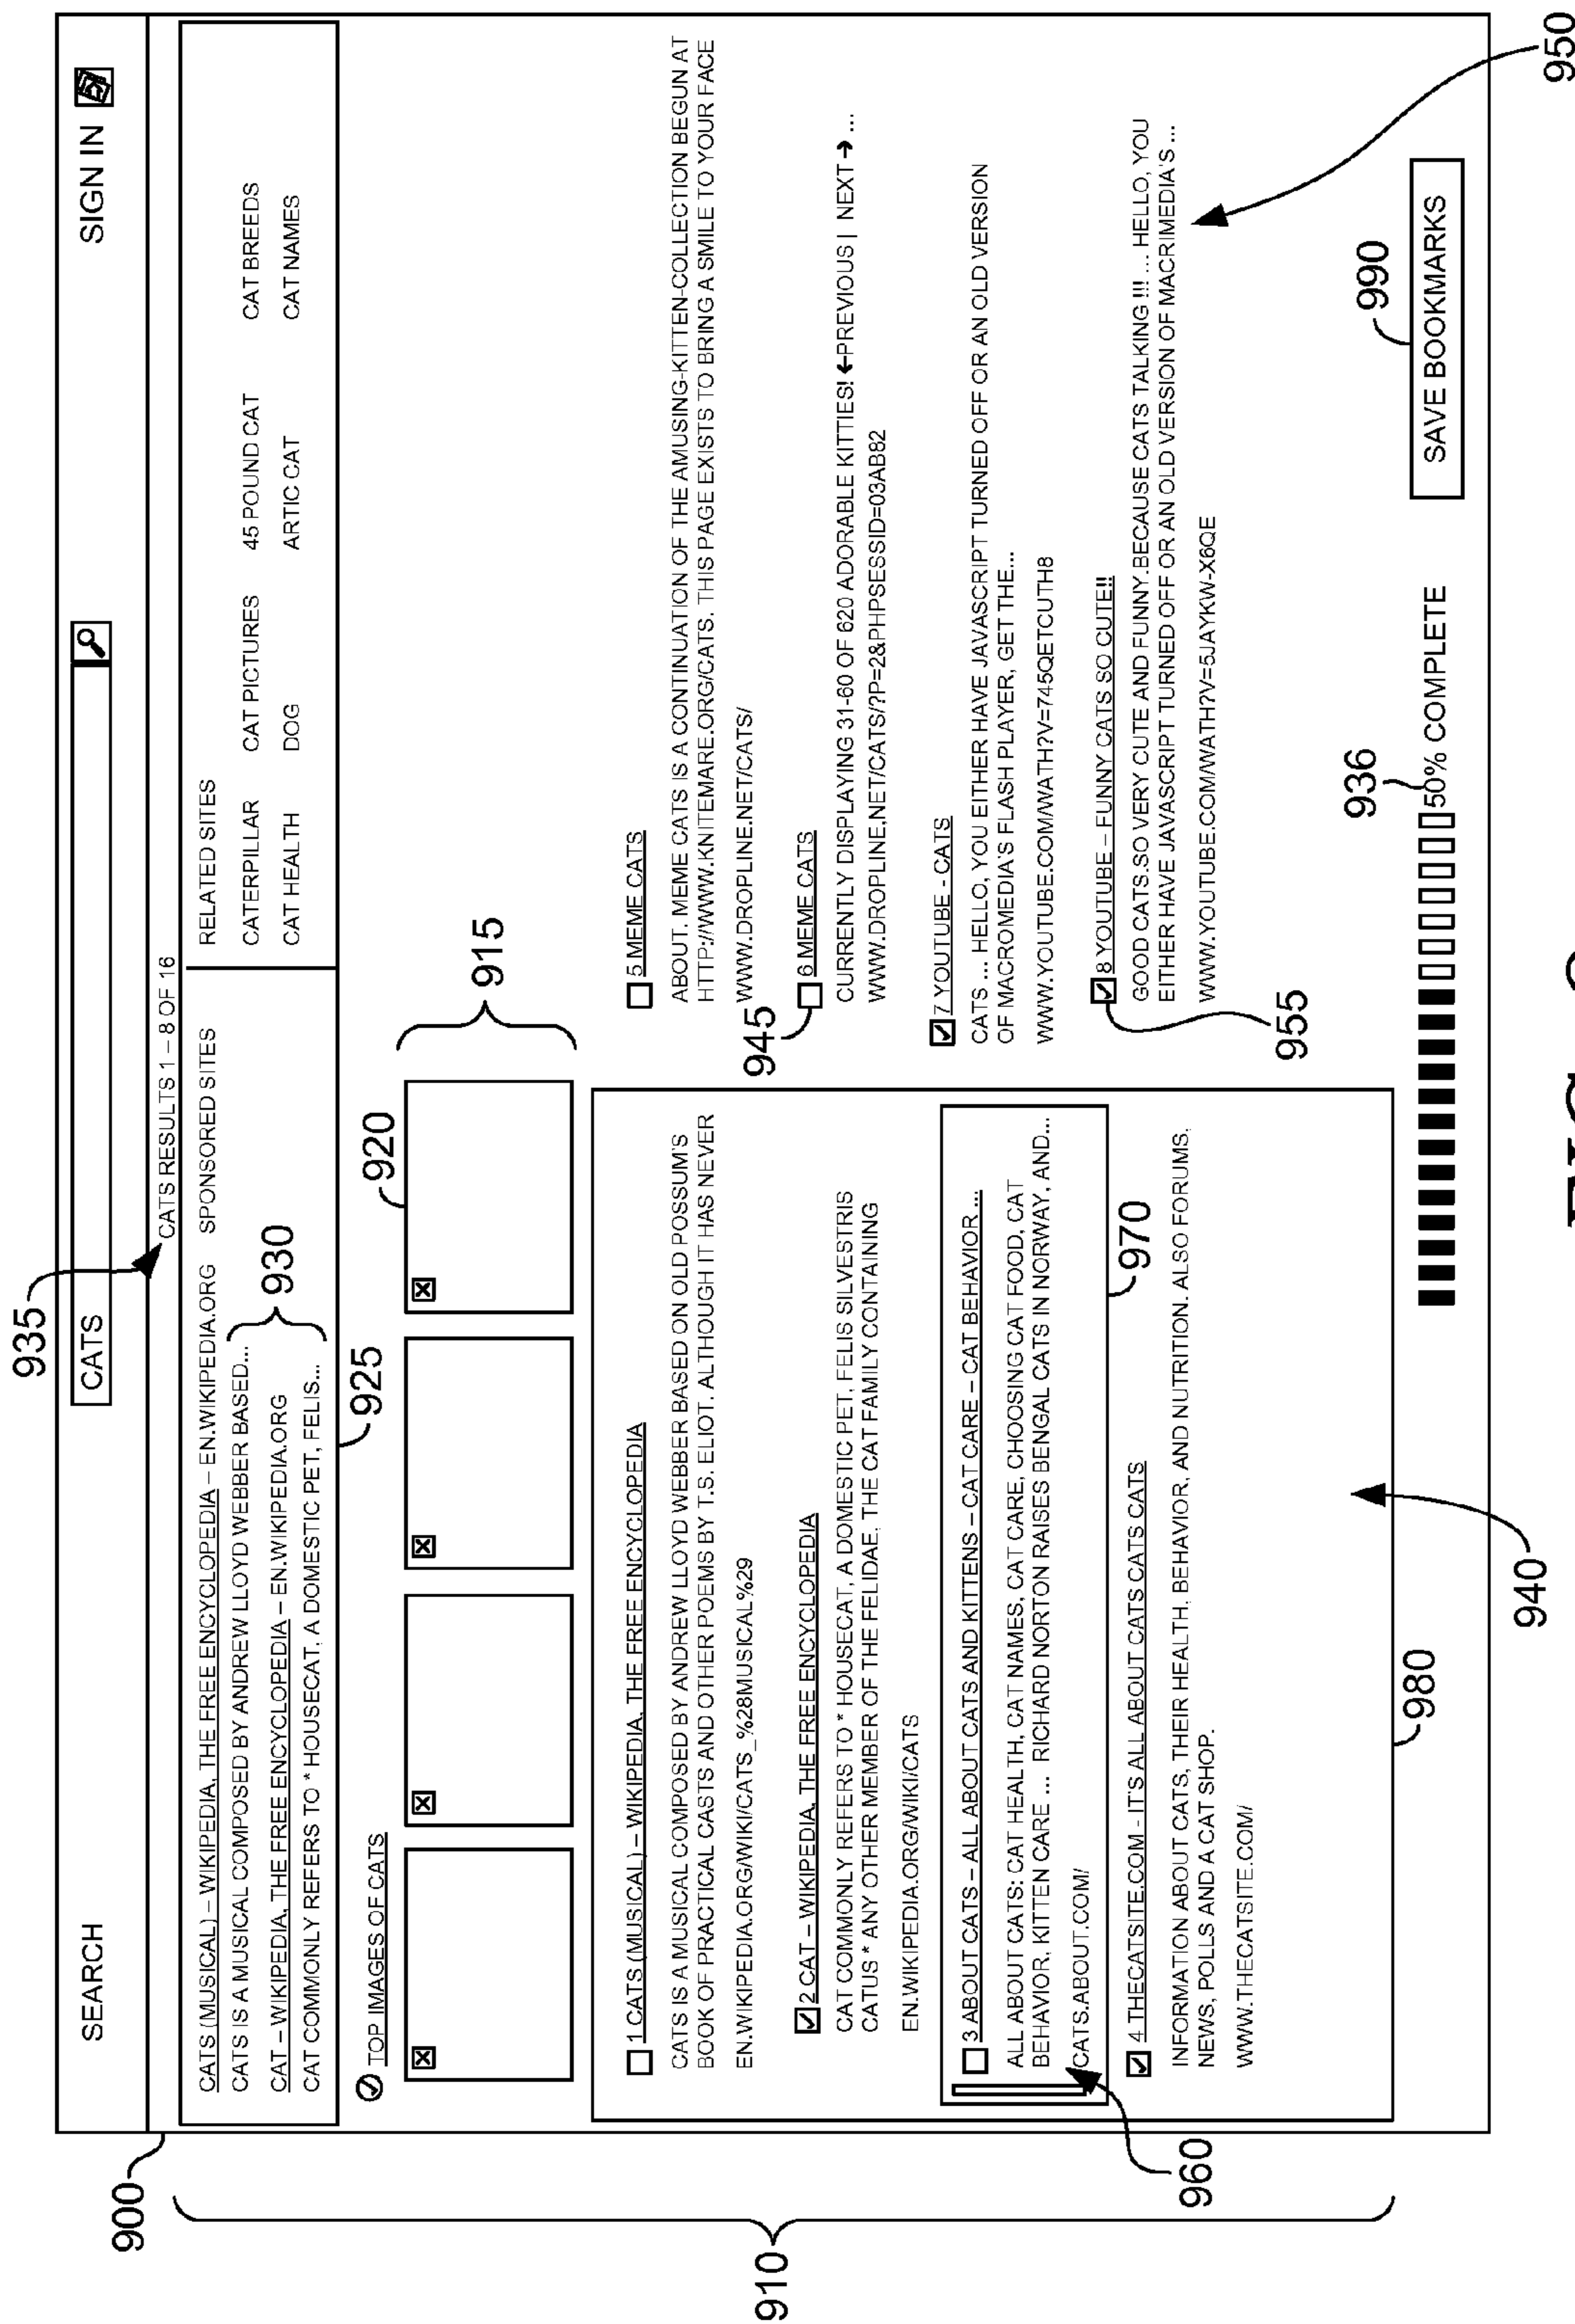 935
900
SEARCH
CATS
SIGN IN
CATS RESULTS 1 – 8 OF 16
CATS (MUSICAL) – WIKIPEDIA, THE FREE ENCYCLOPEDIA – EN.WIKIPEDIA.ORG SPONSORED SITES
CATS IS A MUSICAL COMPOSED BY ANDREW LLOYD WEBBER BASED...
CAT – WIKIPEDIA, THE FREE ENCYCLOPEDIA – EN.WIKIPEDIA.ORG
CAT COMMONLY REFERS TO * HOUSECAT, A DOMESTIC PET, FELIS...
930
925
RELATED SITES
CATERPILLAR CAT PICTURES 45 POUND CAT CAT BREEDS
CAT HEALTH DOG ARTIC CAT CAT NAMES
TOP IMAGES OF CATS
920
915
910
1 CATS (MUSICAL) – WIKIPEDIA, THE FREE ENCYCLOPEDIA
CATS IS A MUSICAL COMPOSED BY ANDREW LLOYD WEBBER BASED ON OLD POSSUM'S
BOOK OF PRACTICAL CASTS AND OTHER POEMS BY T.S. ELIOT. ALTHOUGH IT HAS NEVER
EN.WIKIPEDIA.ORG/WIKI/CATS_%28MUSICAL%29
2 CAT – WIKIPEDIA, THE FREE ENCYCLOPEDIA
CAT COMMONLY REFERS TO * HOUSECAT, A DOMESTIC PET, FELIS SILVESTRIS
CATUS * ANY OTHER MEMBER OF THE FELIDAE, THE CAT FAMILY CONTAINING
EN.WIKIPEDIA.ORG/WIKI/CATS
3 ABOUT CATS – ALL ABOUT CATS AND KITTENS – CAT CARE – CAT BEHAVIOR ...
ALL ABOUT CATS: CAT HEALTH, CAT NAMES, CAT CARE, CHOOSING CAT FOOD, CAT
BEHAVIOR, KITTEN CARE ... RICHARD NORTON RAISES BENGAL CATS IN NORWAY, AND...
CATS.ABOUT.COM/
970
960
4 THECATSITE.COM - IT'S ALL ABOUT CATS CATS CATS CATS
INFORMATION ABOUT CATS, THEIR HEALTH, BEHAVIOR, AND NUTRITION. ALSO FORUMS,
NEWS, POLLS AND A CAT SHOP.
WWW.THECATSITE.COM/
980
940
5 MEME CATS
ABOUT. MEME CATS IS A CONTINUATION OF THE AMUSING-KITTEN-COLLECTION BEGUN AT
HTTP://WWW.KNITEMARE.ORG/CATS. THIS PAGE EXISTS TO BRING A SMILE TO YOUR FACE
WWW.DROPLINE.NET/CATS/
945
6 MEME CATS
CURRENTLY DISPLAYING 31-60 OF 620 ADORABLE KITTIES! ←PREVIOUS | NEXT → ...
WWW.DROPLINE.NET/CATS/?P=2&PHPSESSID=03AB82
7 YOUTUBE - CATS
CATS ... HELLO, YOU EITHER HAVE JAVASCRIPT TURNED OFF OR AN OLD VERSION
OF MACROMEDIA'S FLASH PLAYER, GET THE...
WWW.YOUTUBE.COM/WATH?V=745QETCUTH8
8 YOUTUBE – FUNNY CATS SO CUTE!!
GOOD CATS.SO VERY CUTE AND FUNNY.BECAUSE CATS TALKING !!! ... HELLO, YOU
EITHER HAVE JAVASCRIPT TURNED OFF OR AN OLD VERSION OF MACRIMEDIA'S ...
WWW.YOUTUBE.COM/WATH?V=5JAYKW-X6QE
955
950
936
50% COMPLETE
990
SAVE BOOKMARKS